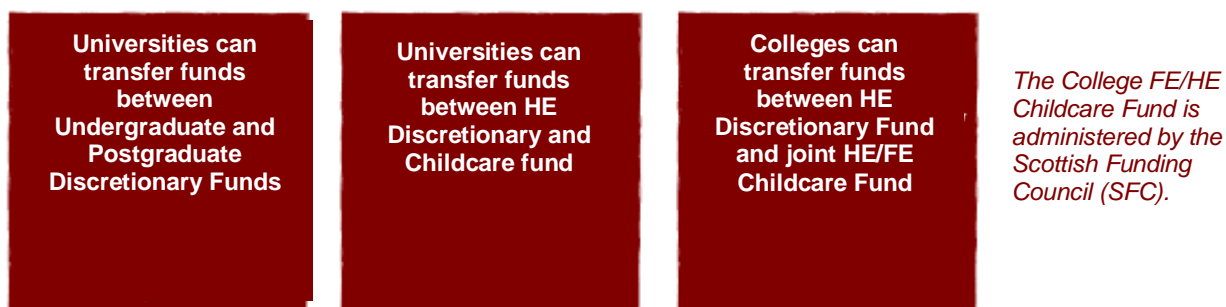 Universities can
transfer funds
between
Undergraduate and
Postgraduate
Discretionary Funds
Universities can
transfer funds
between HE
Discretionary and
Childcare fund
Colleges can
transfer funds
between HE
Discretionary Fund
and joint HE/FE
Childcare Fund
The College FE/HE
Childcare Fund is
administered by the
Scottish Funding
Council (SFC).